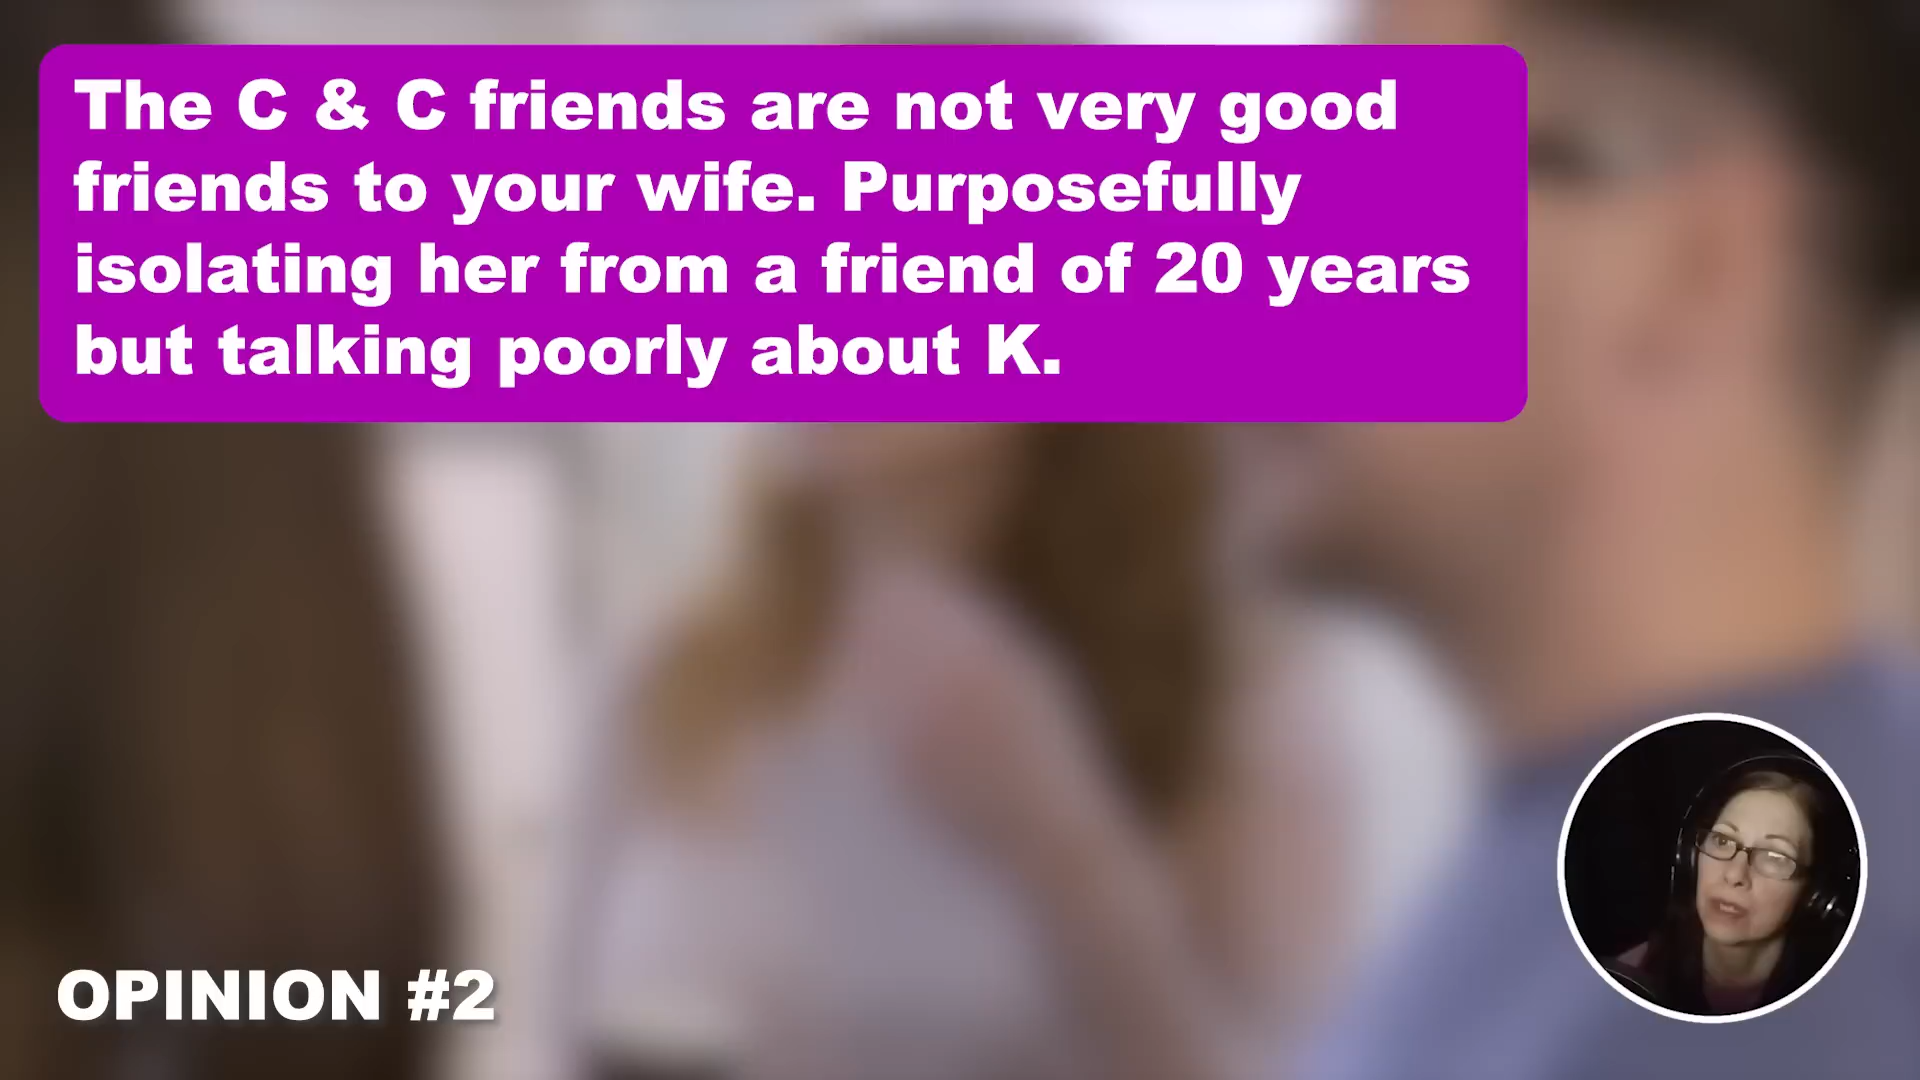 The C & C friends are not very good
friends to your wife. Purposefully
isolating her from a friend of 20 years
but talking poorly about K.
OPINION #2